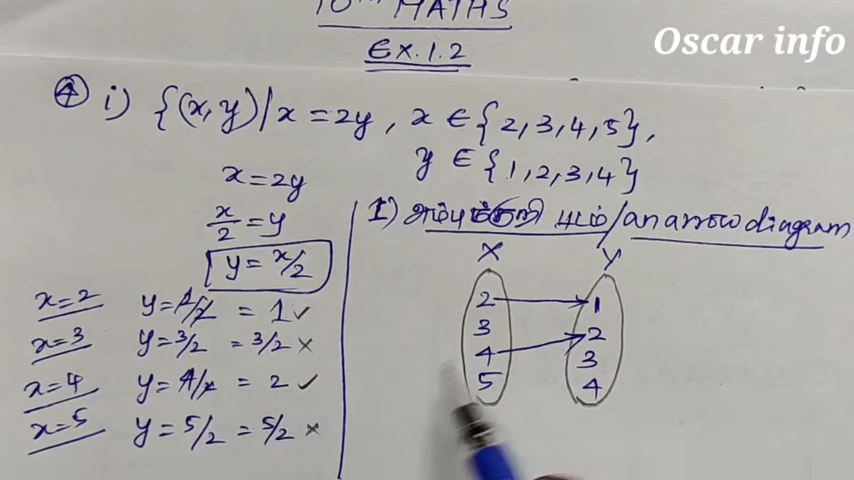 10th MATHS
Ex.1.2
Oscar info
④ i) {(x,y)/x = 2y, x ∈ {2,3,4,5},
y ∈ {1,2,3,4}
x = 2y
x/2 = y
y = x/2
x=2 y = 2/2 = 1 ✓
x=3 y = 3/2 = 3/2 ×
x=4 y = 4/2 = 2 ✓
x=5 y = 5/2 = 5/2 ×
I) அம்புக்குறி படம்/an arrow diagram
X Y
2 1
3 2
4 3
5 4